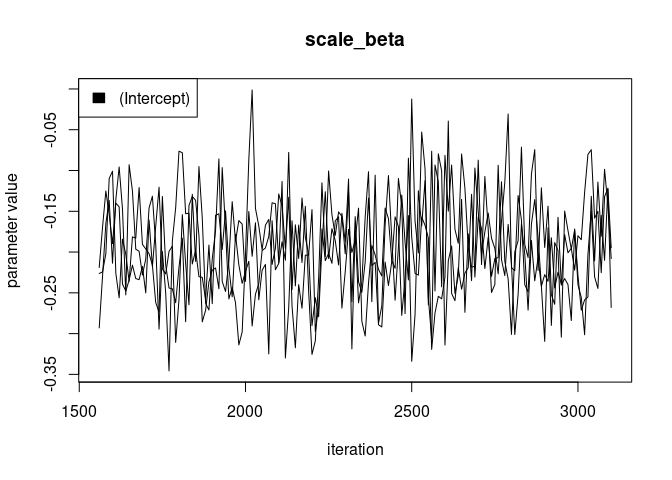 scale_beta
(Intercept)
-0.05
-0.15
-0.25
-0.35
parameter value
1500 2000 2500 3000
iteration